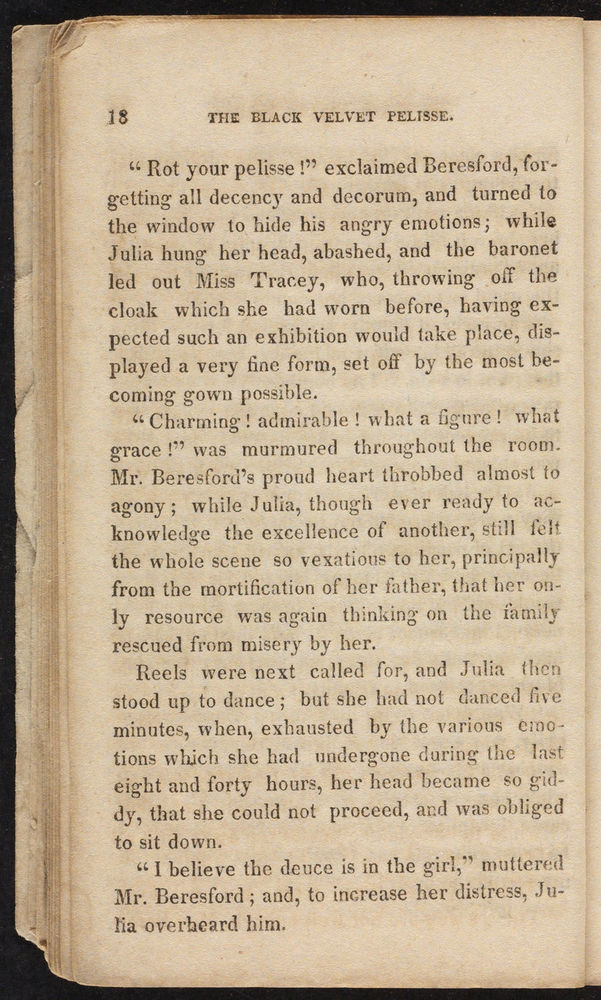 18 THE BLACK VELVET PELISSE.
“ Rot your pelisse !” exclaimed Beresford, for-
getting all decency and decorum, and turned to
the window to hide his angry emotions; while
Julia hung her head, abashed, and the baronet
led out Miss Tracey, who, throwing off the
cloak which she had worn before, having ex-
pected such an exhibition would take place, dis-
played a very fine form, set off by the most be-
coming gown possible.
“ Charming ! admirable ! what a figure ! what
grace !” was murmured throughout the room.
Mr. Beresford’s proud heart throbbed almost to
agony ; while Julia, though ever ready to ac-
knowledge the excellence of another, still felt
the whole scene so vexatious to her, principally
from the mortification of her father, that her on-
ly resource was again thinking on the family
rescued from misery by her.
Reels were next called for, and Julia then
stood up to dance ; but she had not danced five
minutes, when, exhausted by the various emo-
tions which she had undergone during the last
eight and forty hours, her head became so gid-
dy, that she could not proceed, and was obliged
to sit down.
“ I believe the deuce is in the girl,” muttered
Mr. Beresford ; and, to increase her distress, Ju-
lia overheard him.